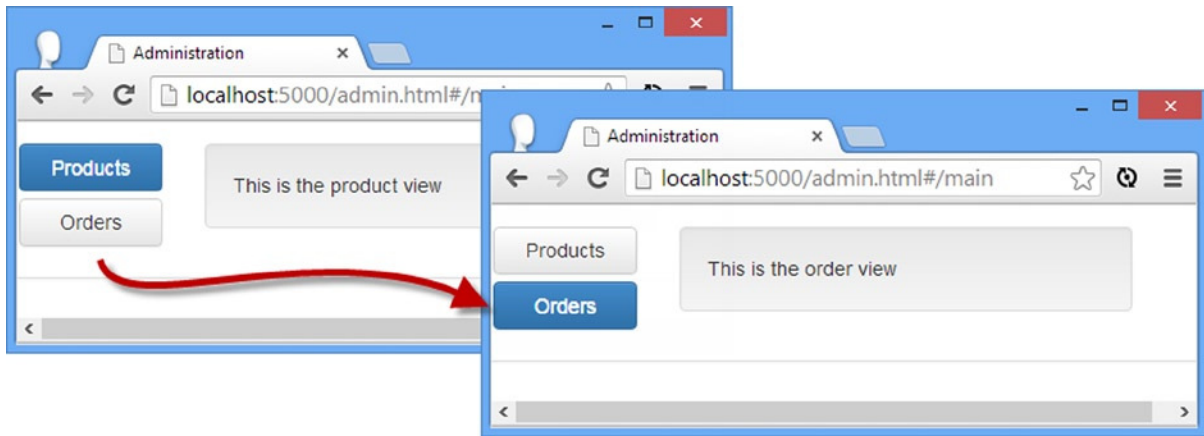 Administration
localhost:5000/admin.html#/m
Products
This is the product view
Orders
Administration
localhost:5000/admin.html#/main
Products
This is the order view
Orders